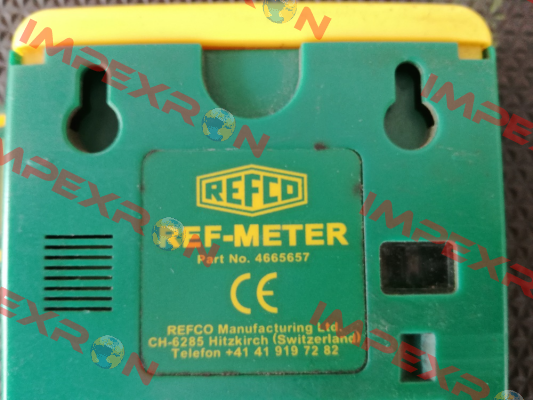 REFCO
REF-METER
Part No. 4665657
CE
REFCO Manufacturing Ltd.
CH-6285 Hitzkirch (Switzerland)
Telefon +41 41 919 72 82
IMPEXRON
IMPEXRON
IMPEXRON
IMPEXRON